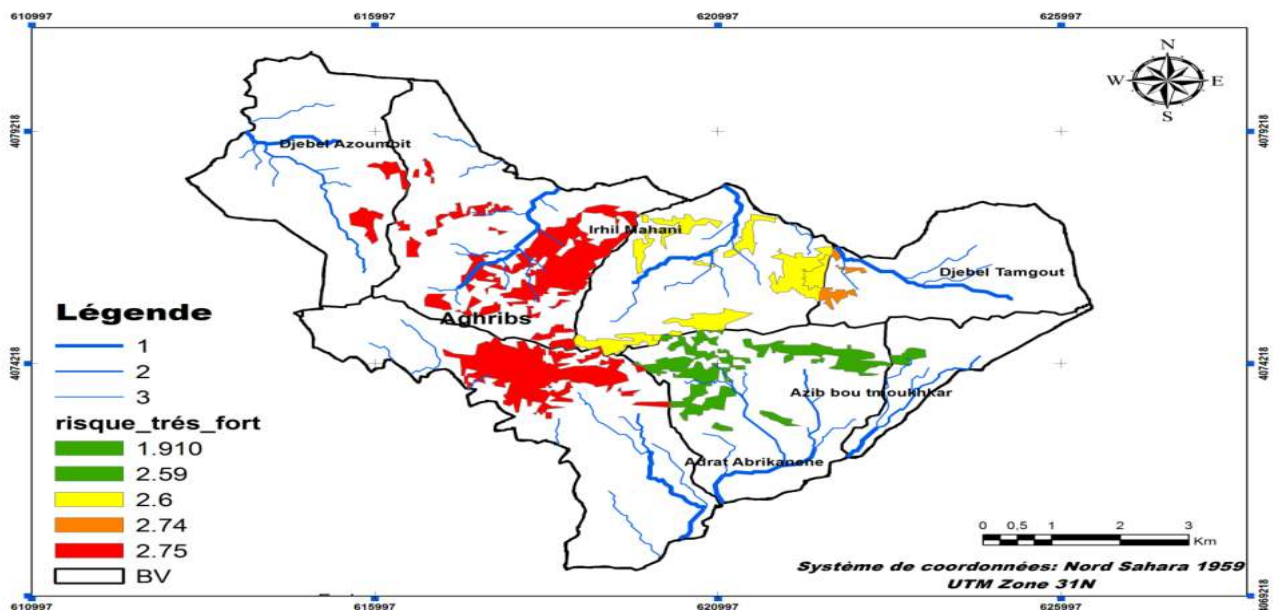 610997 615997 620997 625997
N
W E
S
4079218 4079218
Djebel Azoumoit
Irhil Mahani
Djebel Tamgout
Légende
1
2
3
Aghribs
4074218 4074218
risque_trés_fort
1.910
2.59
2.6
2.74
2.75
BV
Azib bou tmoukhkar
Adrat Abrikanene
0 0,5 1 2 3
Km
Système de coordonnées: Nord Sahara 1959
UTM Zone 31N
610997 615997 620997 625997